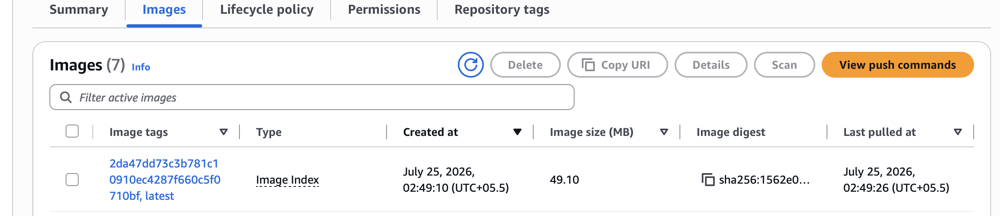 Summary Images Lifecycle policy Permissions Repository tags
Images (7) Info Delete Copy URI Details Scan View push commands
Filter active images
Image tags Type Created at Image size (MB) Image digest Last pulled at
2da47dd73c3b781c1
0910ec4287f660c5f0
710bf, latest
Image Index
July 25, 2026,
02:49:10 (UTC+05.5)
49.10
sha256:1562e0...
July 25, 2026,
02:49:26 (UTC+05.5)